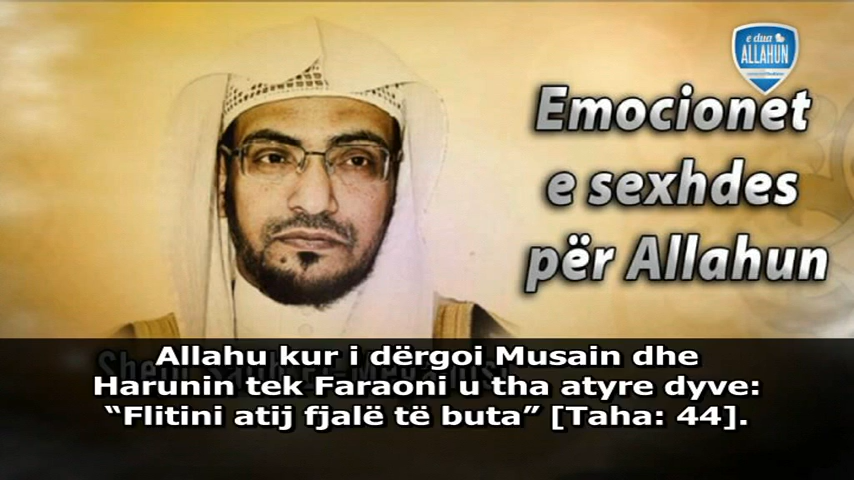 e dua
ALLAHUN
Emocionet
e sexhdes
për Allahun
Allahu kur i dërgoi Musain dhe
Harunin tek Faraoni u tha atyre dyve:
“Flitini atij fjalë të buta” [Taha: 44].